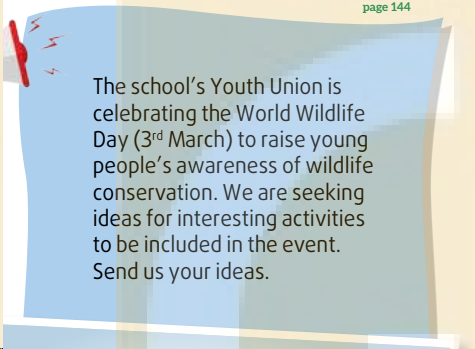 page 144
The school's Youth Union is
celebrating the World Wildlife
Day (3rd March) to raise young
people's awareness of wildlife
conservation. We are seeking
ideas for interesting activities
to be included in the event.
Send us your ideas.